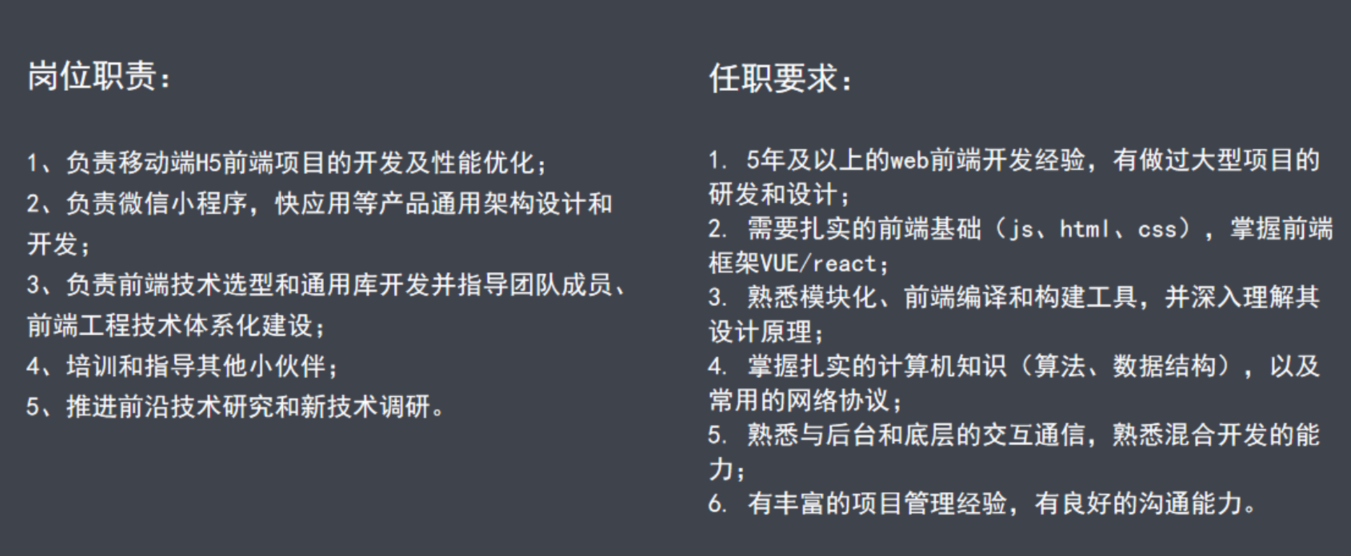 岗位职责：
1、负责移动端H5前端项目的开发及性能优化；
2、负责微信小程序，快应用等产品通用架构设计和
开发；
3、负责前端技术选型和通用库开发并指导团队成员、
前端工程技术体系化建设；
4、培训和指导其他小伙伴；
5、推进前沿技术研究和新技术调研。
任职要求：
1. 5年及以上的web前端开发经验，有做过大型项目的
研发和设计；
2. 需要扎实的前端基础（js、html、css），掌握前端
框架VUE/react；
3. 熟悉模块化、前端编译和构建工具，并深入理解其
设计原理；
4. 掌握扎实的计算机知识（算法、数据结构），以及
常用的网络协议；
5. 熟悉与后台和底层的交互通信，熟悉混合开发的能
力；
6. 有丰富的项目管理经验，有良好的沟通能力。